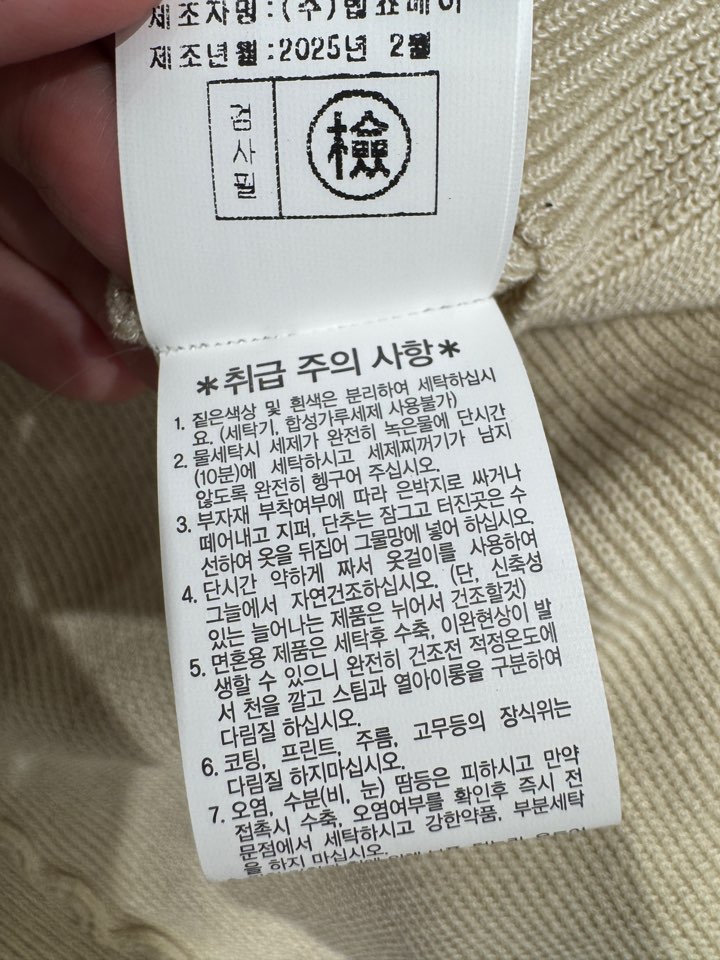 제조자명:(주)
제조년월:2025년 2월
검사필
檢
*취급 주의 사항*
1. 짙은색상 및 흰색은 분리하여 세탁하십시
요. (세탁기, 합성가루세제 사용불가)
2. 물세탁시 세제가 완전히 녹은물에 단시간
(10분)에 세탁하시고 세제찌꺼기가 남지
않도록 완전히 헹구어 주십시오.
3. 부자재 부착여부에 따라 은박지로 싸거나
떼어내고 지퍼, 단추는 잠그고 터진곳은 수
선하여 옷을 뒤집어 그물망에 넣어 하십시오.
4. 단시간 약하게 짜서 옷걸이를 사용하여
그늘에서 자연건조하십시오. (단, 신축성
있는 늘어나는 제품은 뉘어서 건조할것)
5. 면혼용 제품은 세탁후 수축, 이완현상이 발
생할 수 있으니 완전히 건조전 적정온도에
서 천을 깔고 스팀과 열아이롱을 구분하여
다림질 하십시오.
6. 코팅, 프린트, 주름, 고무등의 장식위는
다림질 하지마십시오.
7. 오염, 수분(비, 눈) 땀등은 피하시고 만약
접촉시 수축, 오염여부를 확인후 즉시 전
문점에서 세탁하시고 강한약품, 부분세탁
을 하지 마십시오.